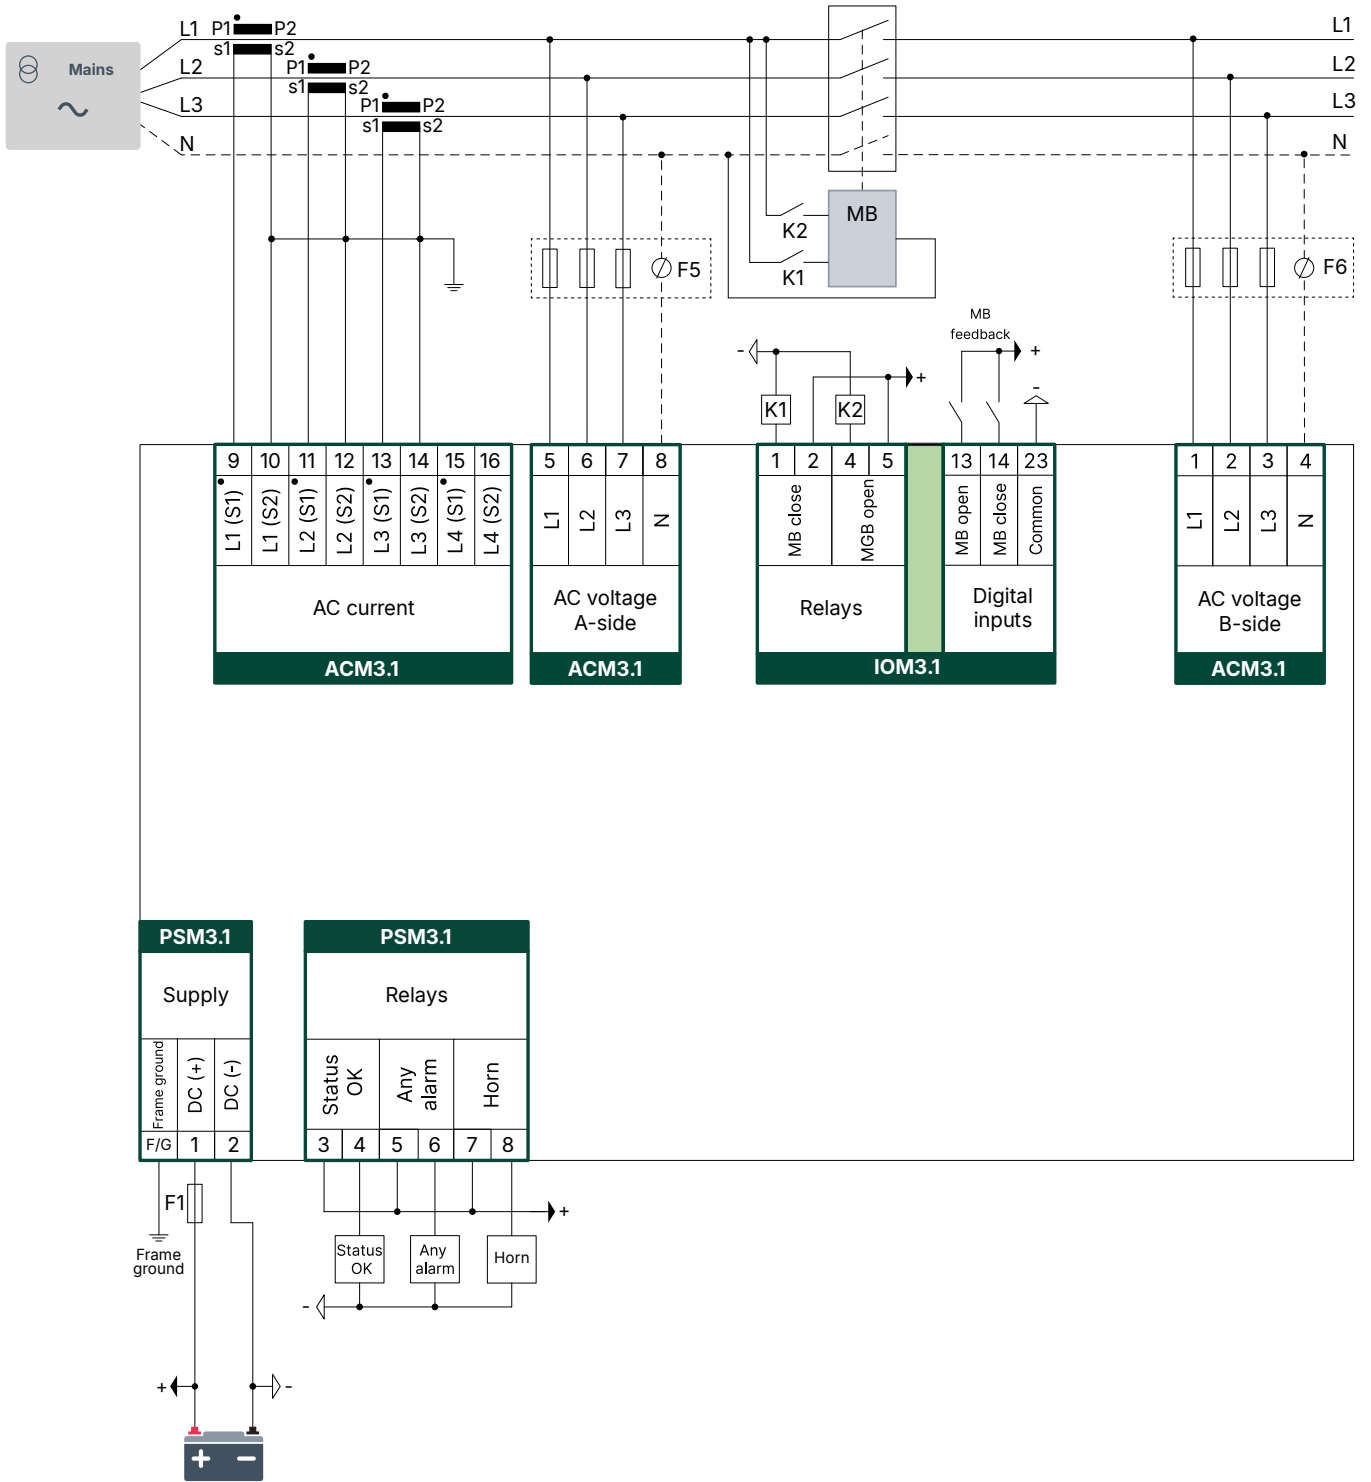 L1 P1 P2 L1
s1 s2
Mains
L2 P1 P2 L2
s1 s2
L3 P1 P2 L3
s1 s2
N N
MB
K2
F5 K1 F6
MB
feedback
- +
+ -
K1 K2
9 10 11 12 13 14 15 16
L1 (S1) L1 (S2) L2 (S1) L2 (S2) L3 (S1) L3 (S2) L4 (S1) L4 (S2)
AC current
ACM3.1
5 6 7 8
L1 L2 L3 N
AC voltage
A-side
ACM3.1
1 2 4 5 13 14 23
MB close MGB open MB open MB close Common
Relays
Digital
inputs
IOM3.1
1 2 3 4
L1 L2 L3 N
AC voltage
B-side
ACM3.1
PSM3.1
Supply
Frame ground DC (+) DC (-)
F/G 1 2
PSM3.1
Relays
Status
OK
Any
alarm
Horn
3 4 5 6 7 8
F1
+
Frame
ground
Status
OK
Any
alarm
Horn
-
+ -
+ −